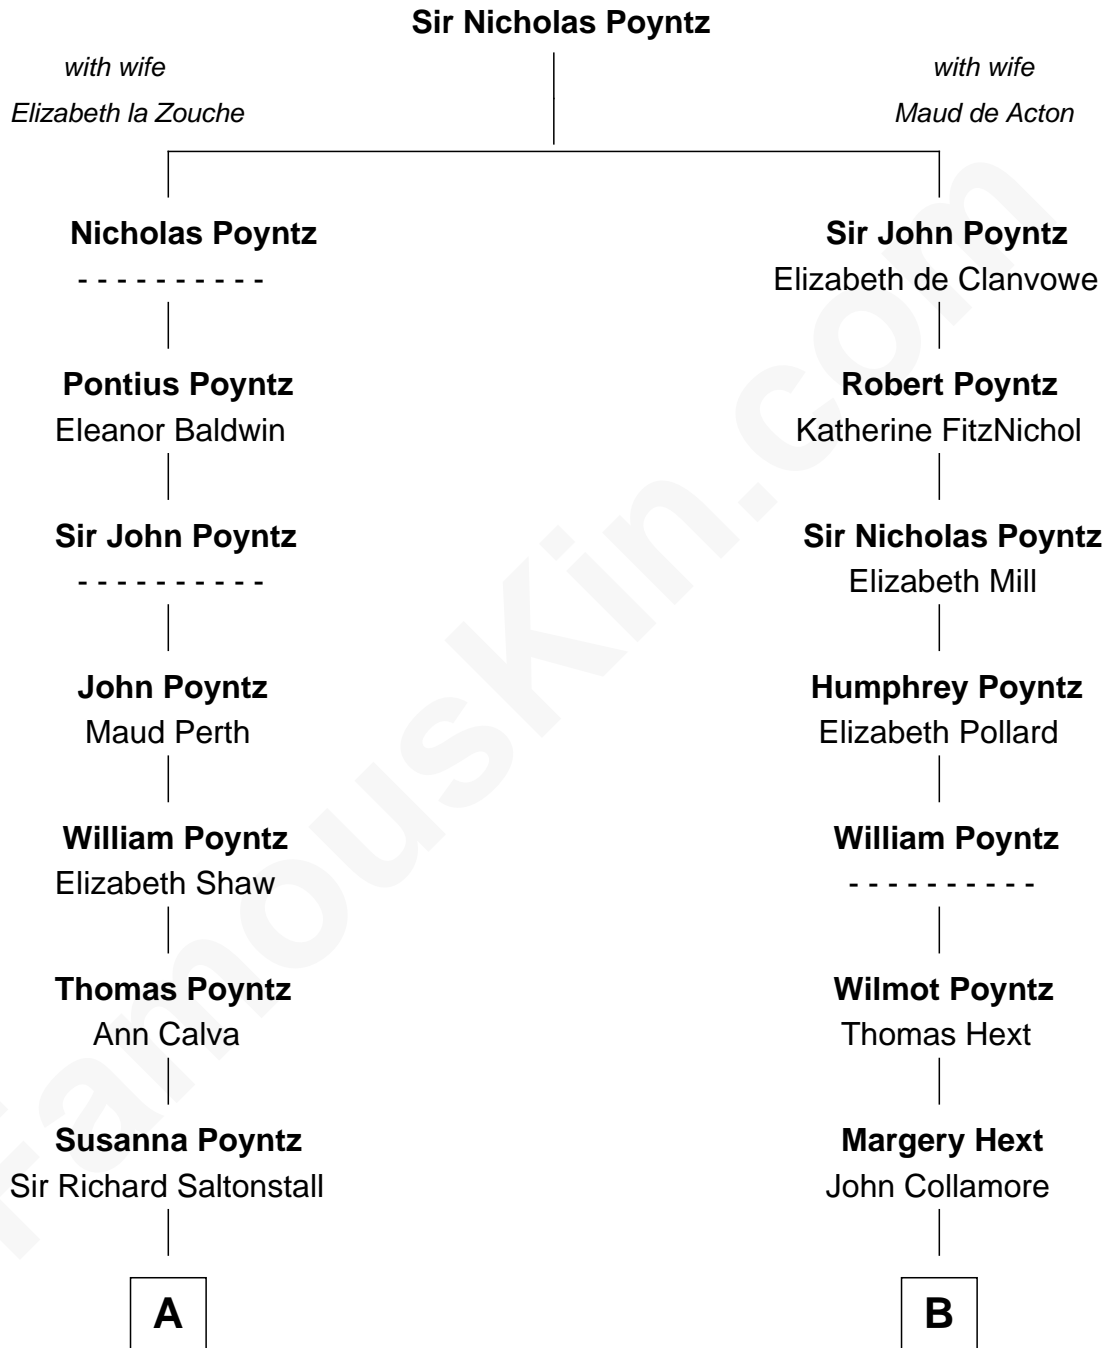 Sir Nicholas Poyntz
with wife
Elizabeth la Zouche
with wife
Maud de Acton
Nicholas Poyntz
- - - - - - - - - -
Pontius Poyntz
Eleanor Baldwin
Sir John Poyntz
- - - - - - - - - -
John Poyntz
Maud Perth
William Poyntz
Elizabeth Shaw
Thomas Poyntz
Ann Calva
Susanna Poyntz
Sir Richard Saltonstall
A
Sir John Poyntz
Elizabeth de Clanvowe
Robert Poyntz
Katherine FitzNichol
Sir Nicholas Poyntz
Elizabeth Mill
Humphrey Poyntz
Elizabeth Pollard
William Poyntz
- - - - - - - - - -
Wilmot Poyntz
Thomas Hext
Margery Hext
John Collamore
B
FamousKin.com